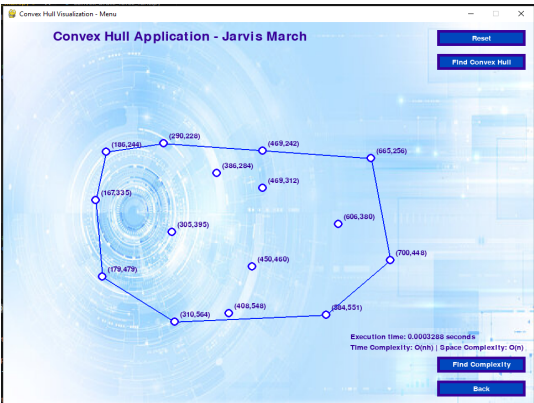 Convex Hull Visualization - Menu
Convex Hull Application - Jarvis March
Reset
Find Convex Hull
(290,228)
(186,244)
(469,242)
(665,256)
(386,284)
(469,312)
(167,335)
(606,380)
(305,395)
(700,448)
(450,460)
(179,479)
(408,548)
(584,551)
(310,564)
Execution time: 0.0003288 seconds
Time Complexity: O(nh) | Space Complexity: O(n)
Find Complexity
Back